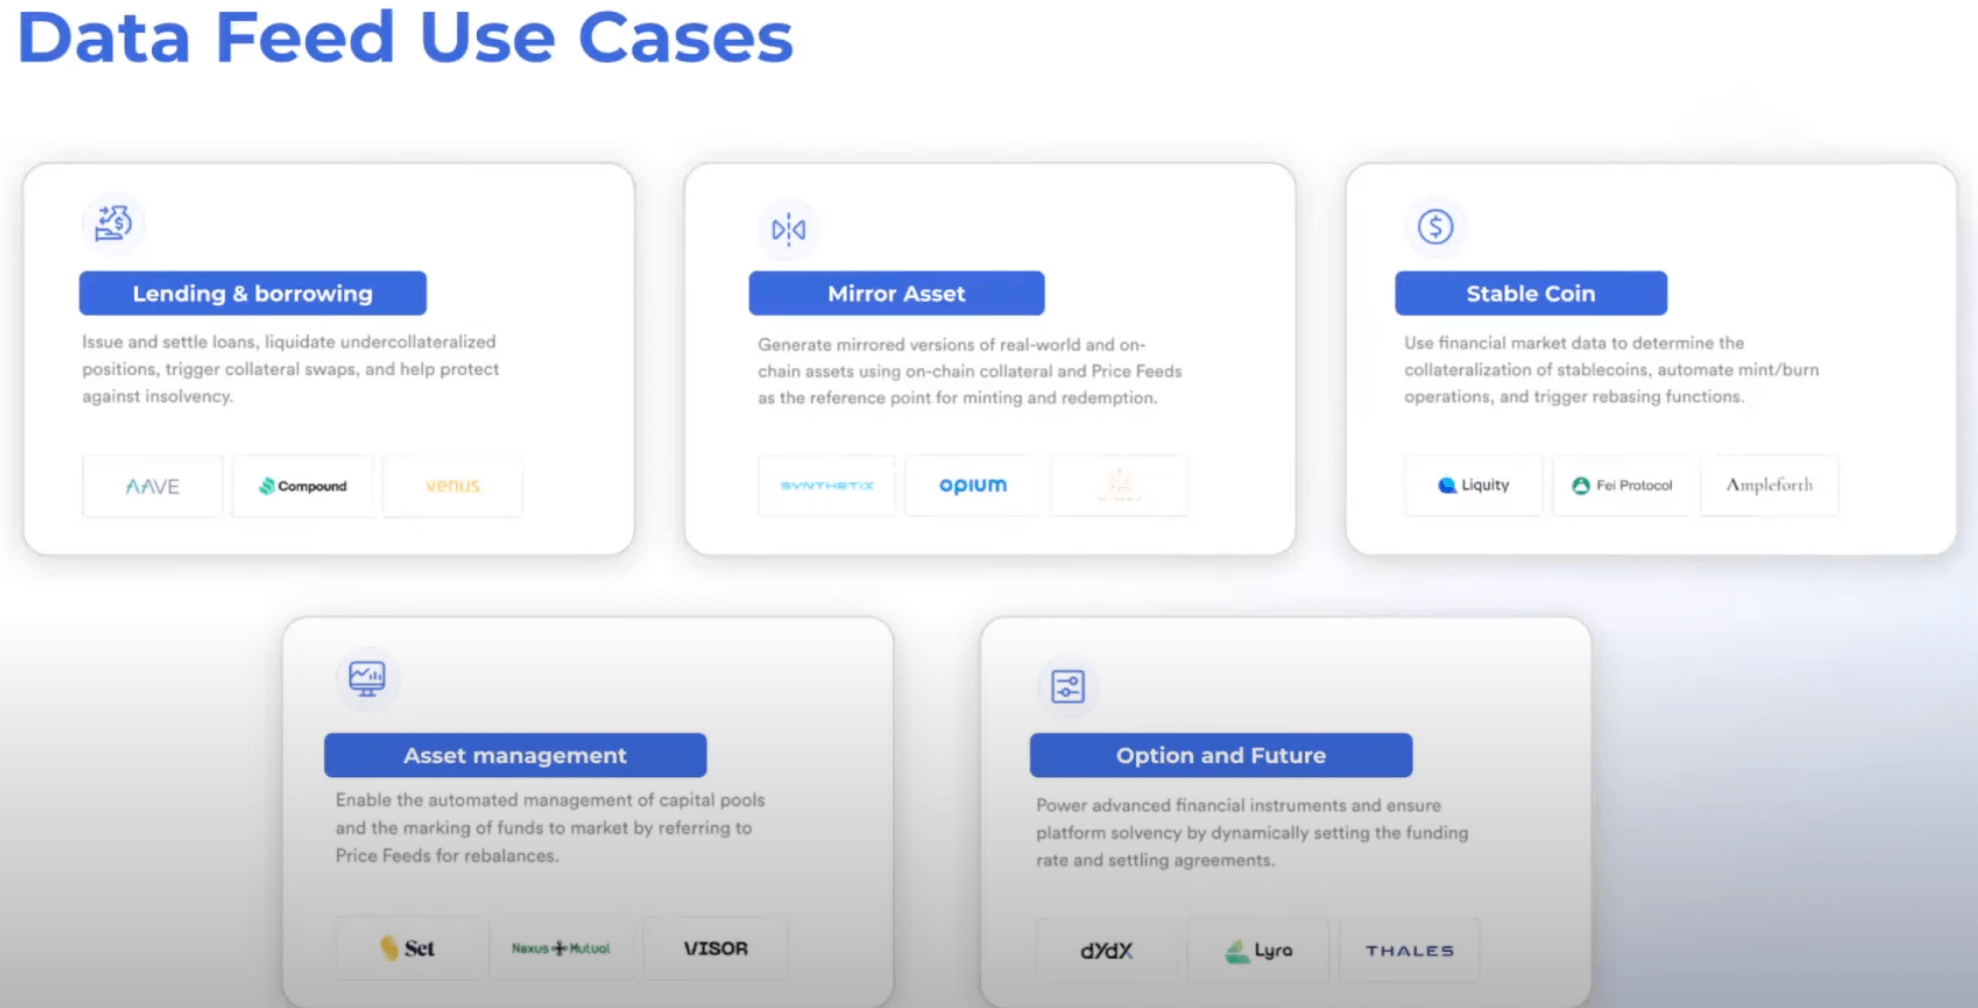 Data Feed Use Cases
Lending & borrowing
Issue and settle loans, liquidate undercollateralized
positions, trigger collateral swaps, and help protect
against insolvency.
AAVE
Compound
venus
Mirror Asset
Generate mirrored versions of real-world and on-
chain assets using on-chain collateral and Price Feeds
as the reference point for minting and redemption.
SYNTHETIX
opium
Stable Coin
Use financial market data to determine the
collateralization of stablecoins, automate mint/burn
operations, and trigger rebasing functions.
Liquity
Fei Protocol
Ampleforth
Asset management
Enable the automated management of capital pools
and the marking of funds to market by referring to
Price Feeds for rebalances.
Set
Nexus Mutual
VISOR
Option and Future
Power advanced financial instruments and ensure
platform solvency by dynamically setting the funding
rate and settling agreements.
dYdX
Lyra
THALES